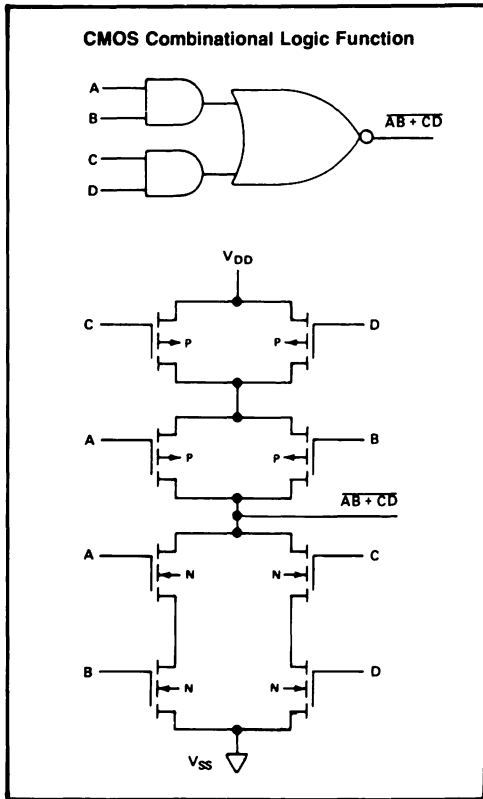 CMOS Combinational Logic Function
A
B
C
D
AB + CD
VDD
C P P D
A P P B
AB + CD
A N N C
B N N D
VSS